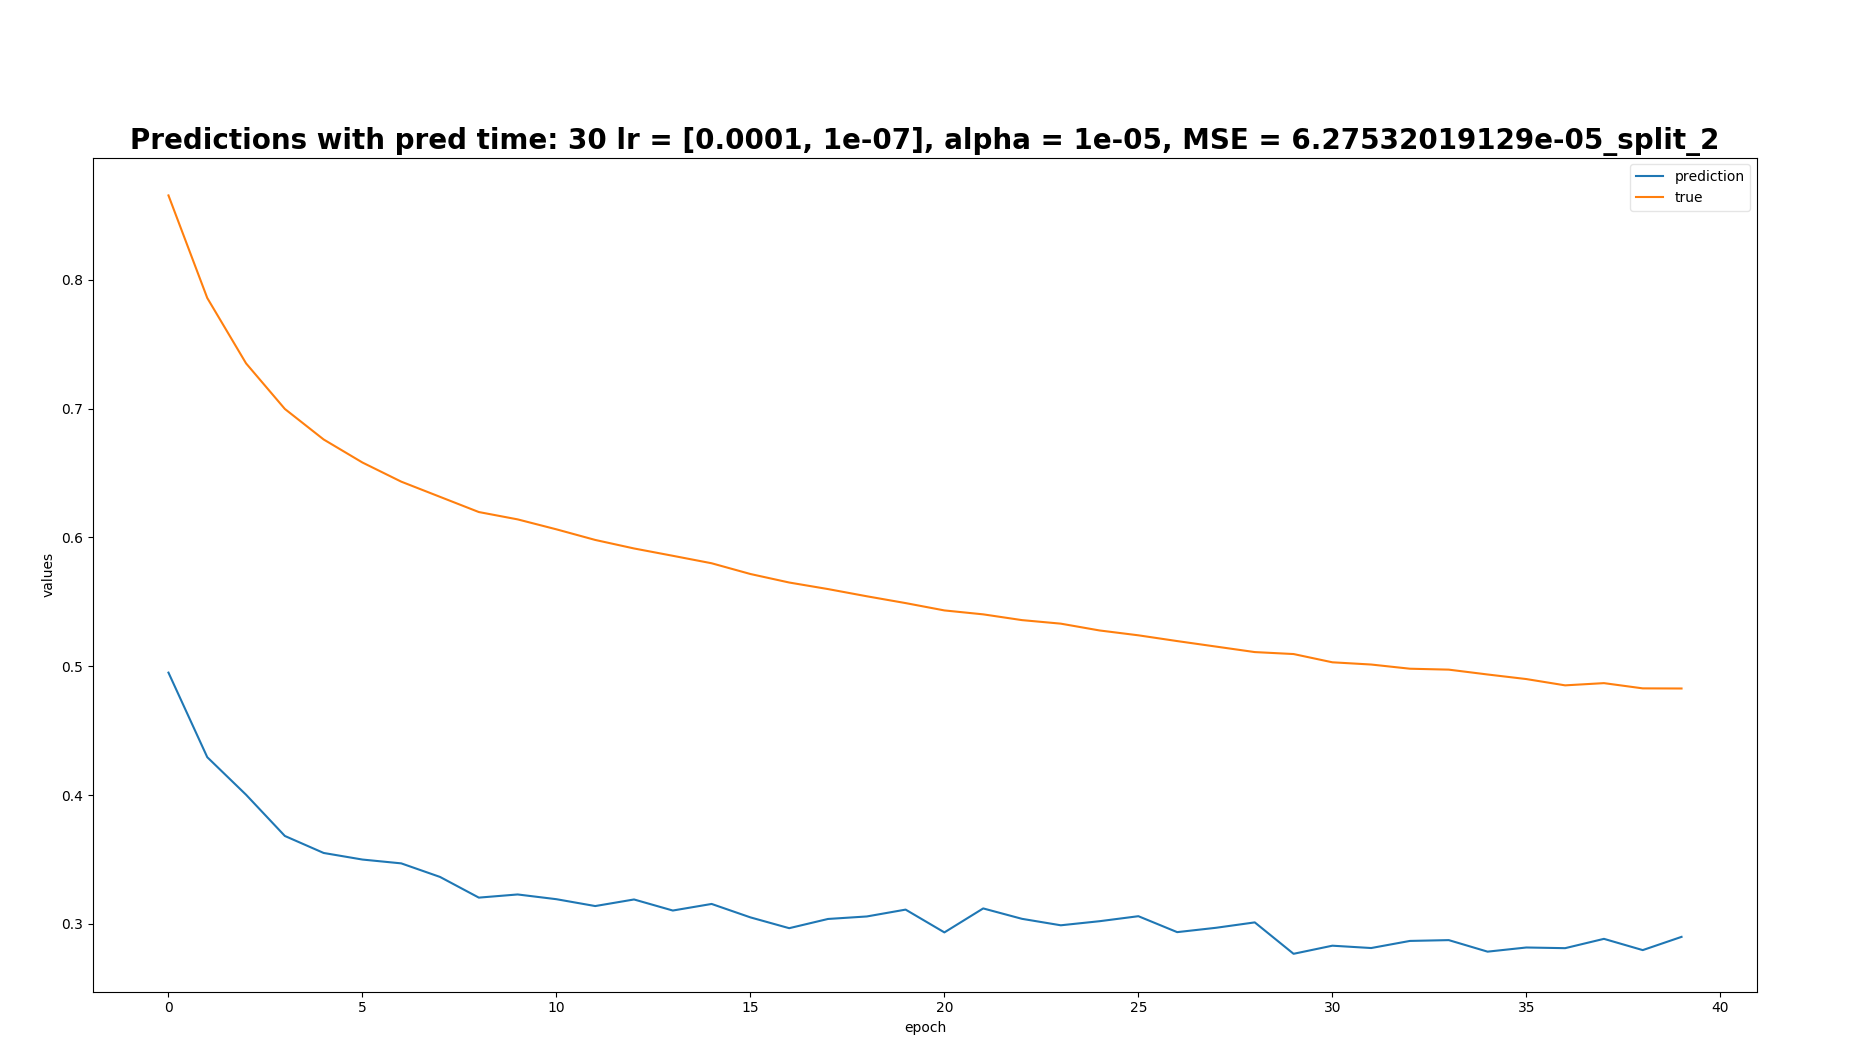 Predictions with pred time: 30 lr = [0.0001, 1e-07], alpha = 1e-05, MSE = 6.27532019129e-05_split_2
prediction
true
0.8
0.7
0.6
0.5
0.4
0.3
values
0 5 10 15 20 25 30 35 40
epoch